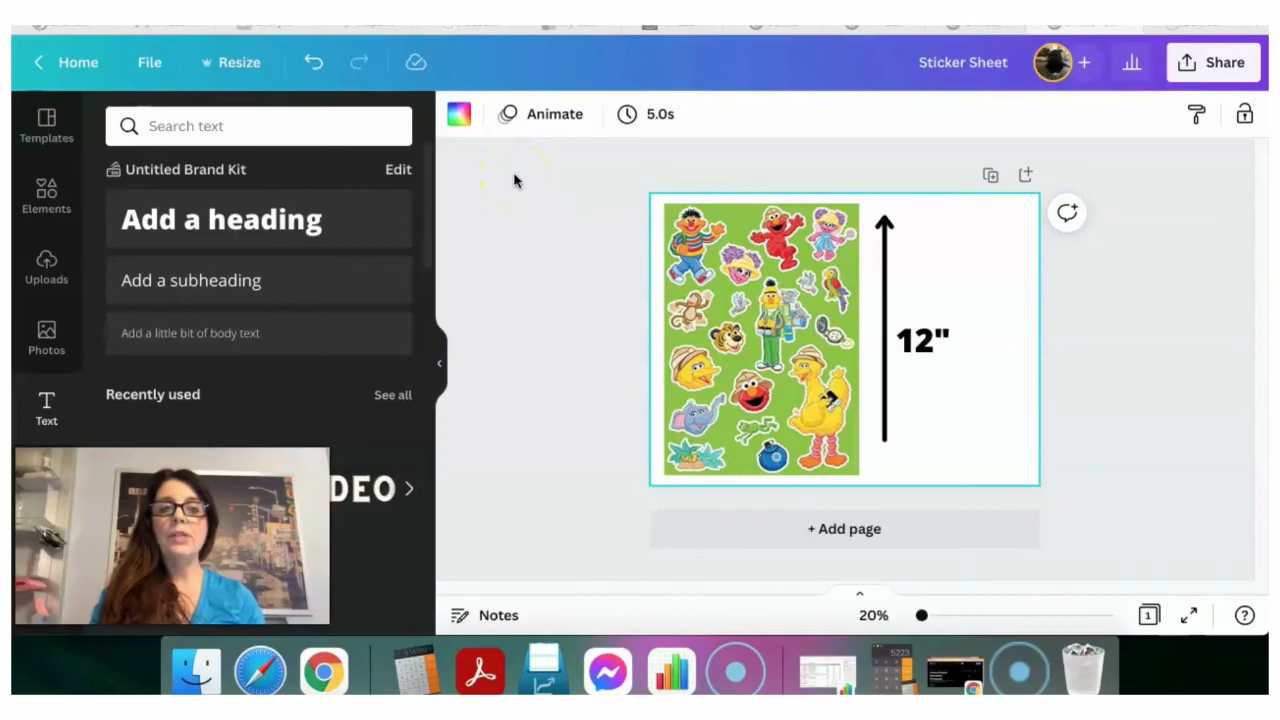 Home File Resize Sticker Sheet + Share
Templates
Elements
Uploads
Photos
Text
Search text
Untitled Brand Kit Edit
Add a heading
Add a subheading
Add a little bit of body text
Recently used See all
DEO
Animate 5.0s
12"
+ Add page
Notes 20% 1 ?
5223